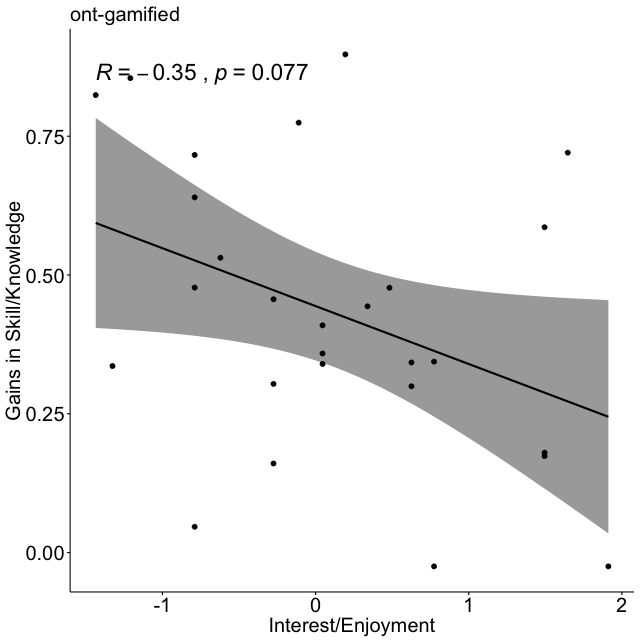 ont-gamified
R = −0.35 , p = 0.077
Gains in Skill/Knowledge
0.75
0.50
0.25
0.00
-1 0 1 2
Interest/Enjoyment